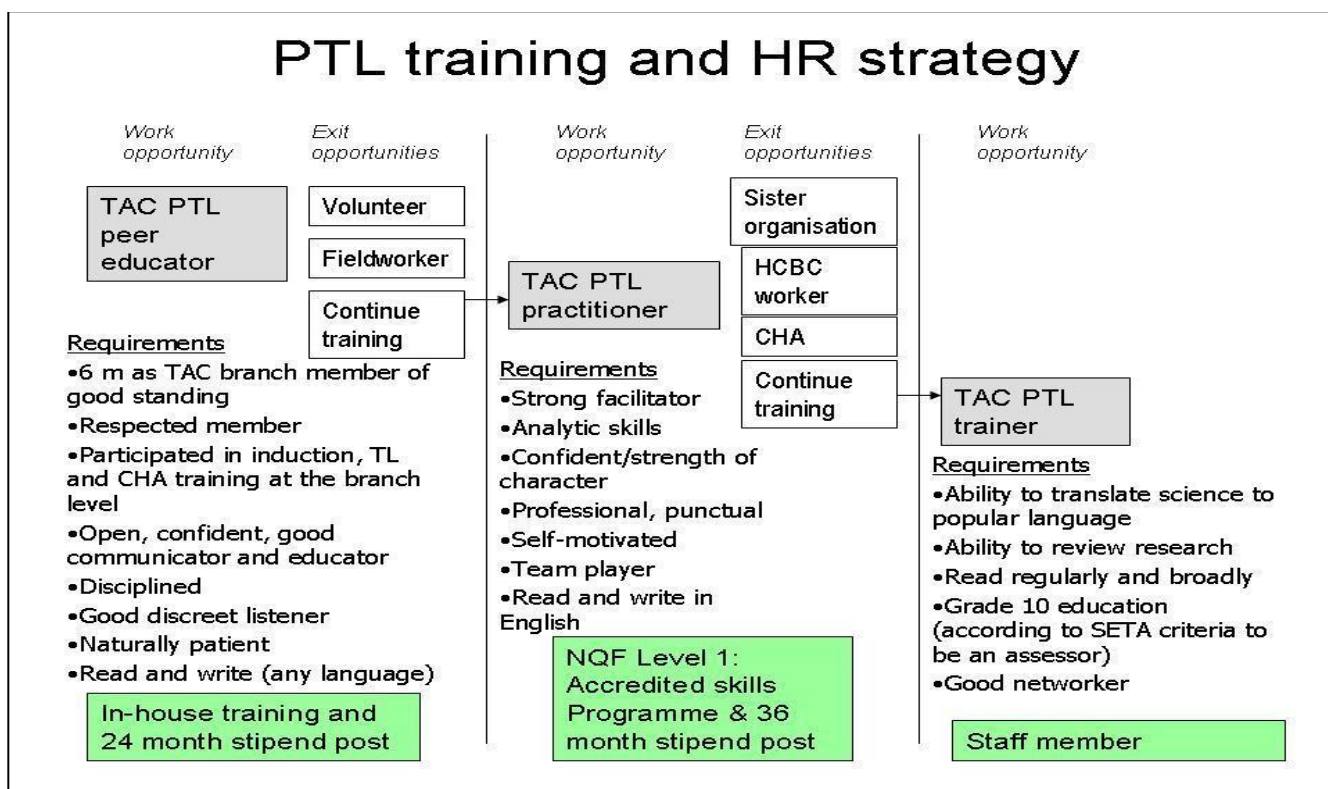 PTL training and HR strategy
Work
opportunity
Exit
opportunities
TAC PTL
peer
educator
Volunteer
Fieldworker
Continue
training
Requirements
•6 m as TAC branch member of
good standing
•Respected member
•Participated in induction, TL
and CHA training at the branch
level
•Open, confident, good
communicator and educator
•Disciplined
•Good discreet listener
•Naturally patient
•Read and write (any language)
In-house training and
24 month stipend post
Work
opportunity
Exit
opportunities
TAC PTL
practitioner
Sister
organisation
HCBC
worker
CHA
Continue
training
Requirements
•Strong facilitator
•Analytic skills
•Confident/strength of
character
•Professional, punctual
•Self-motivated
•Team player
•Read and write in
English
NQF Level 1:
Accredited skills
Programme & 36
month stipend post
Work
opportunity
TAC PTL
trainer
Requirements
•Ability to translate science to
popular language
•Ability to review research
•Read regularly and broadly
•Grade 10 education
(according to SETA criteria to
be an assessor)
•Good networker
Staff member